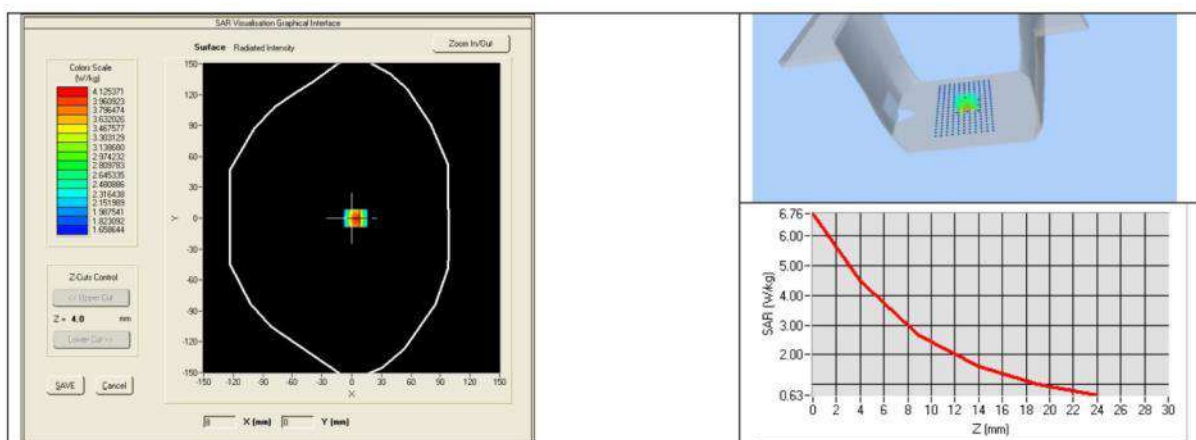 SAR Visualisation Graphical Interface
Surface Radiated Intensity
Zoom In/Out
Colors Scale
(W/kg)
4.125371
3.960923
3.796474
3.632026
3.467577
3.303129
3.138680
2.974232
2.809783
2.645335
2.480886
2.316438
2.151989
1.987541
1.823092
1.658644
Z-Cuts Control
<< Upper Cut
Z = 4.0 mm
Lower Cut >>
SAVE Cancel
150
120
90
60
30
0
-30
-60
-90
-120
-150
Y
-150 -120 -90 -60 -30 0 30 60 90 120 150
X
8 X (mm) 0 Y (mm)
6.76
6.00
5.00
4.00
3.00
2.00
0.63
SAR (W/kg)
0 2 4 6 8 10 12 14 16 18 20 22 24 26 28 30
Z (mm)